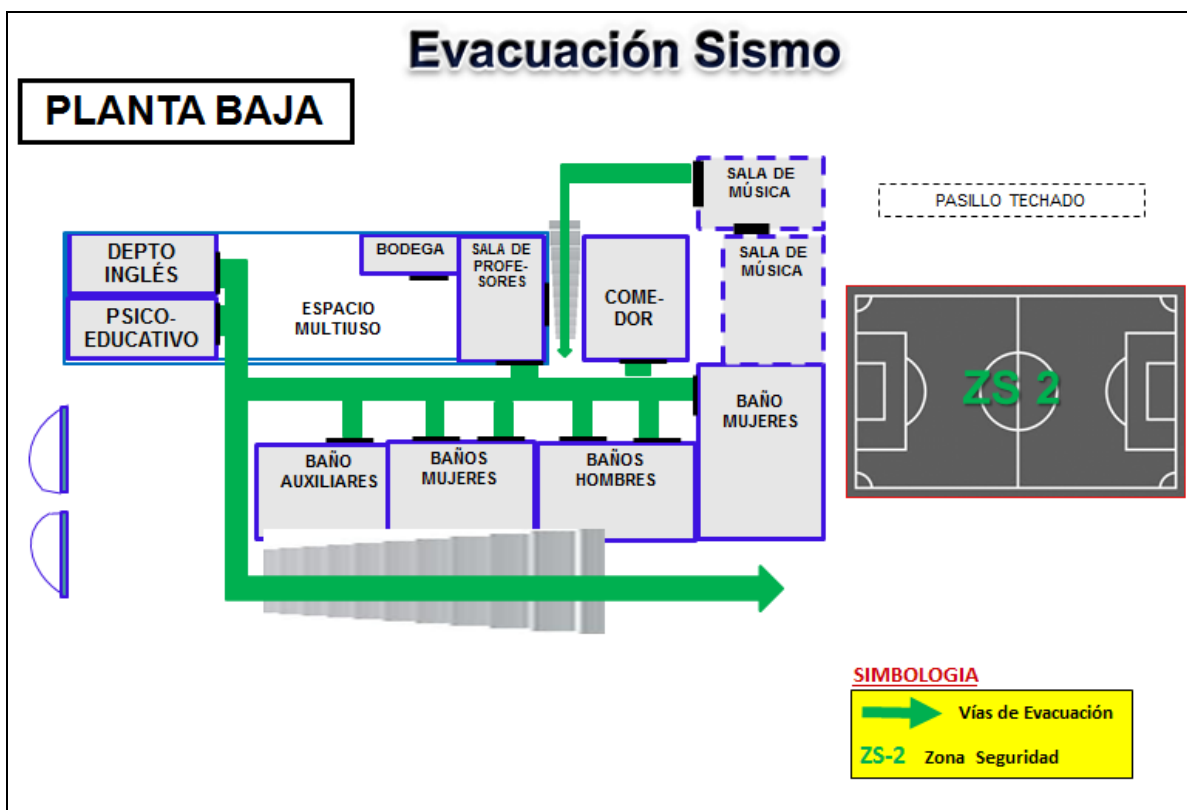 Evacuación Sismo
PLANTA BAJA
SALA DE
MÚSICA
PASILLO TECHADO
DEPTO
INGLÉS
BODEGA
SALA DE
PROFE-
SORES
SALA DE
MÚSICA
PSICO-
EDUCATIVO
ESPACIO
MULTIUSO
COME-
DOR
ZS 2
BAÑO
MUJERES
BAÑO
AUXILIARES
BAÑOS
MUJERES
BAÑOS
HOMBRES
SIMBOLOGIA
Vías de Evacuación
ZS-2 Zona Seguridad